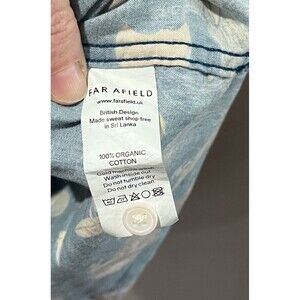 FAR AFIELD
www.farafield.uk
British Design
Made sweat shop free
in Sri Lanka
100% ORGANIC
COTTON
Cold machine wash
Wash inside out
Do not tumble dry
Do not dry clean!